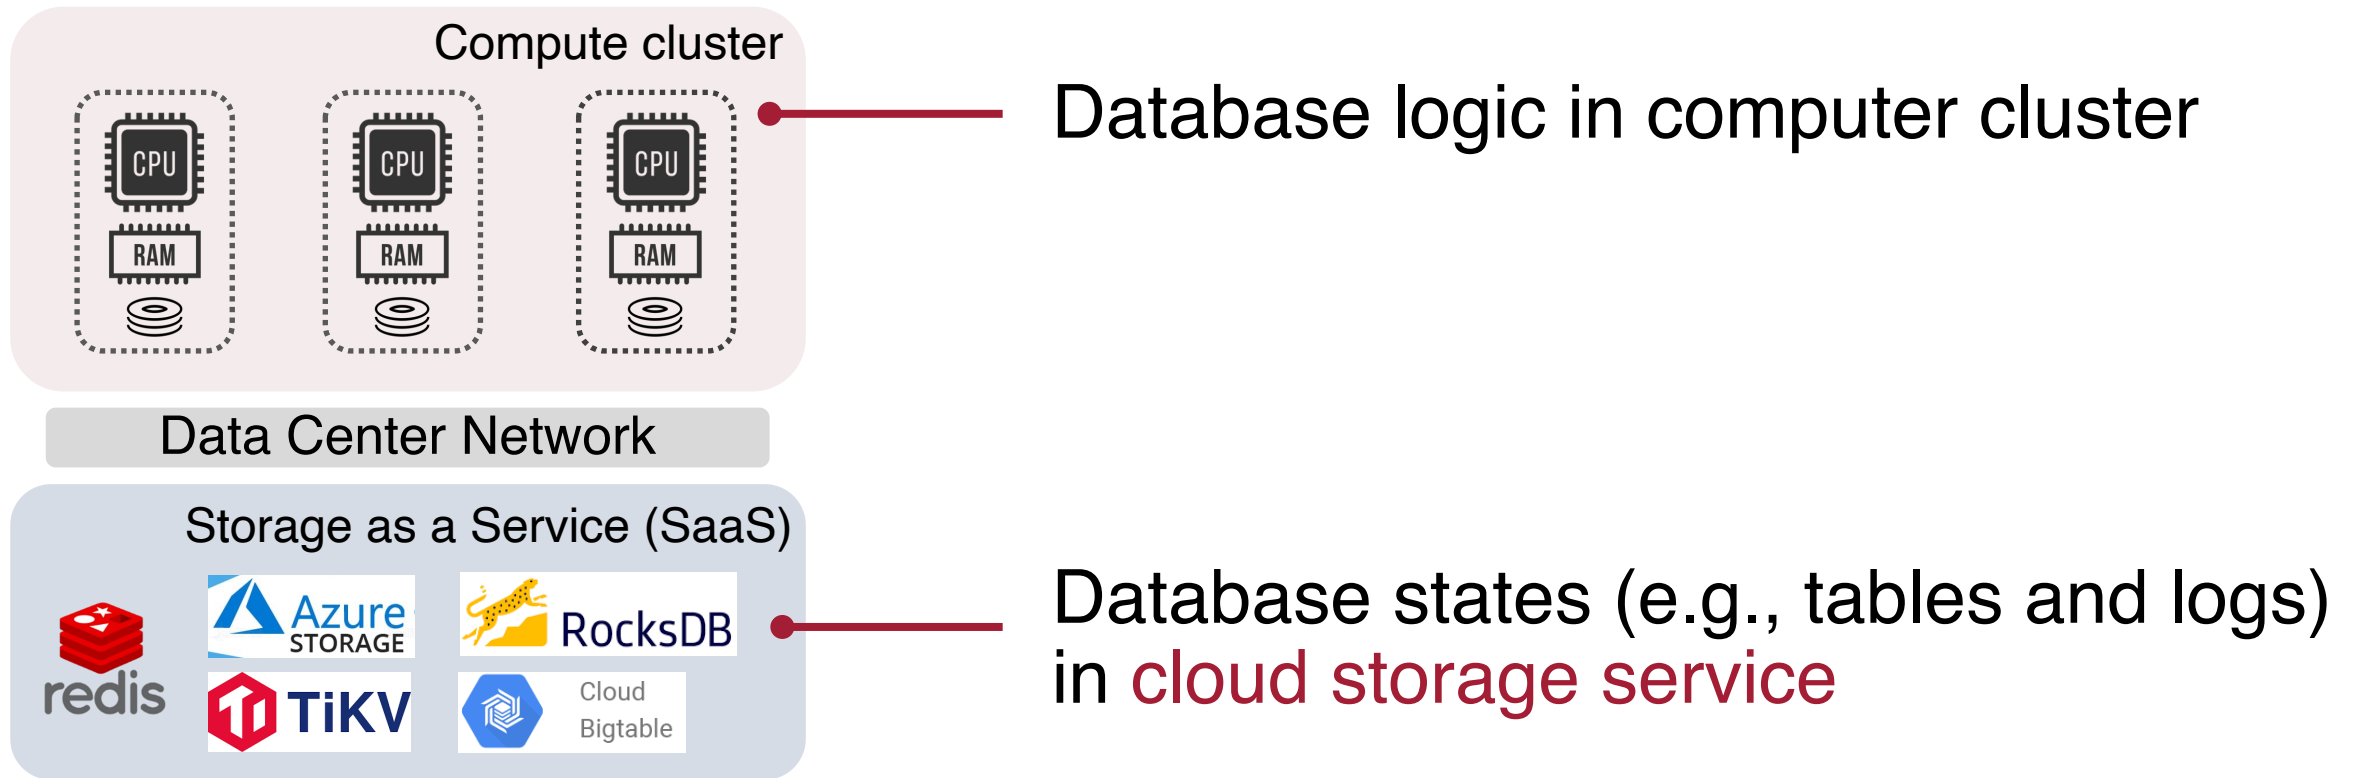 Compute cluster
CPU
CPU
CPU
RAM
RAM
RAM
Database logic in computer cluster
Data Center Network
Storage as a Service (SaaS)
redis
Azure
STORAGE
RocksDB
TiKV
Cloud
Bigtable
Database states (e.g., tables and logs)
in cloud storage service